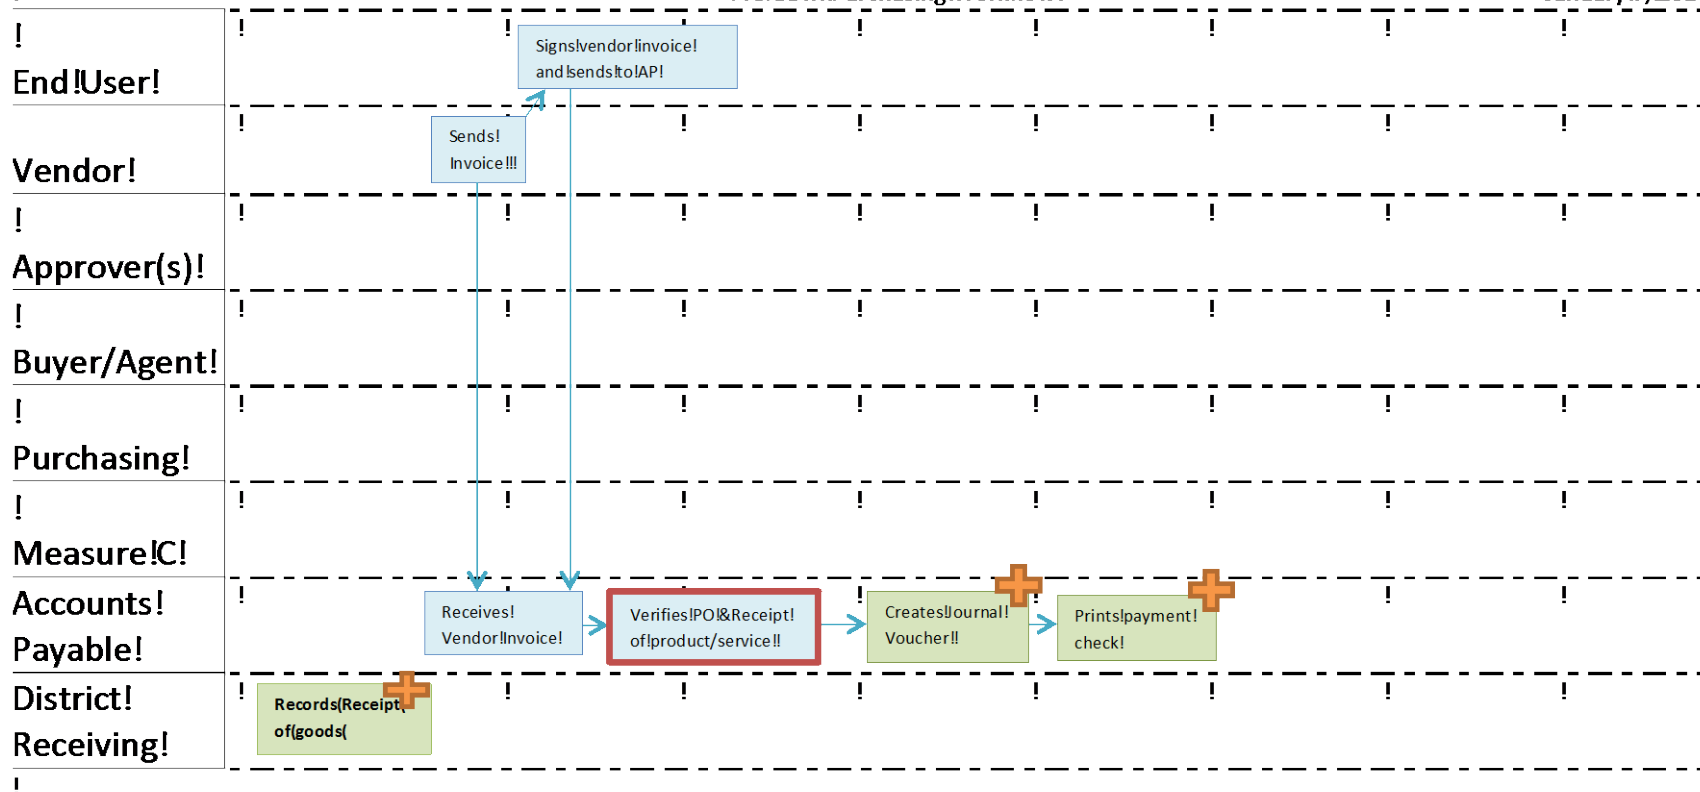 !
End!User!
Signs!vendor!invoice!
and!sends!to!AP!
! ! ! ! ! ! ! !
Vendor!
Sends!
Invoice!!!
! ! ! ! ! ! !
!
Approver(s)!
! ! ! ! ! ! ! !
!
Buyer/Agent!
! ! ! ! ! ! ! !
!
Purchasing!
! ! ! ! ! ! ! !
!
Measure!C!
! ! ! ! ! ! ! !
Accounts!
Payable!
Receives!
Vendor!Invoice!
Verifies!PO!&Receipt!
of!product/service!!
Creates!Journal!
Voucher!!
Prints!payment!
check!
! ! ! ! ! ! !
District!
Receiving!
Records(Receipt(
of(goods(
! ! ! ! ! ! ! !
!